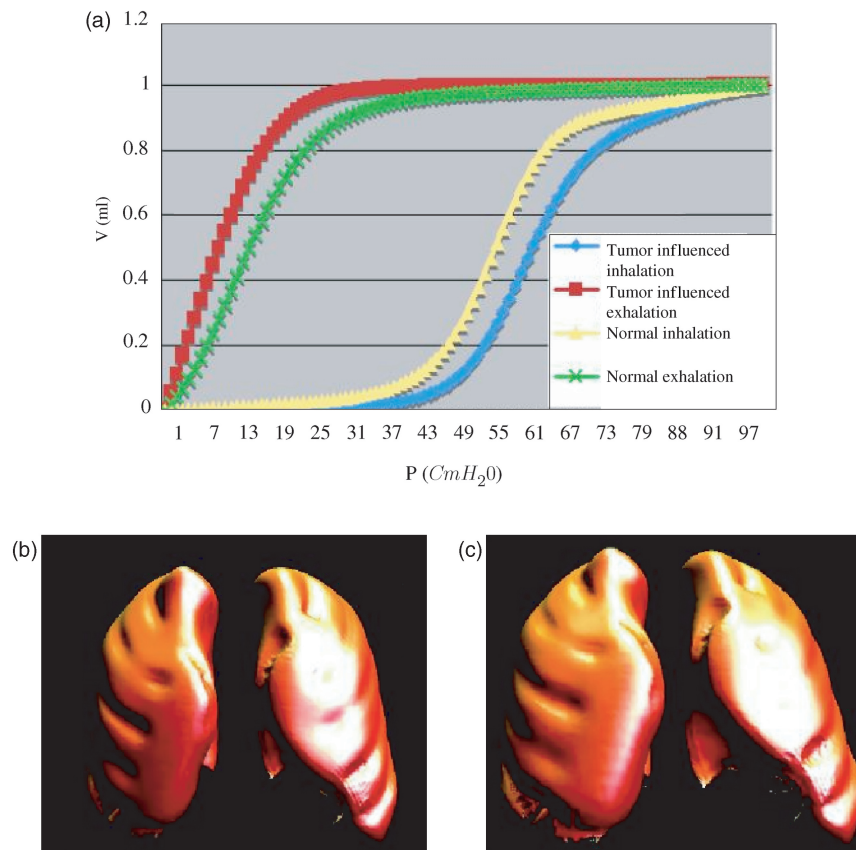 (a)
1.2
1
0.8
0.6
0.4
0.2
0
V (ml)
Tumor influenced
inhalation
Tumor influenced
exhalation
Normal inhalation
Normal exhalation
1 7 13 19 25 31 37 43 49 55 61 67 73 79 88 91 97
P (CmH₂0)
(b)
(c)